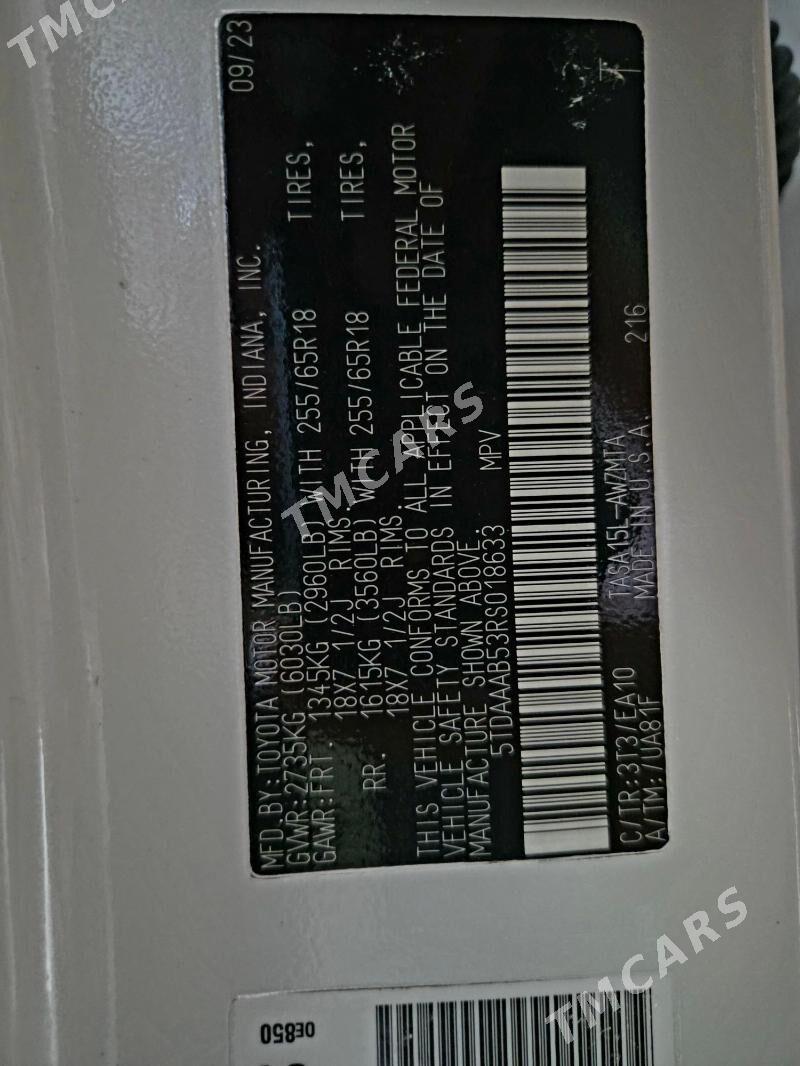 MFD.BY:TOYOTA MOTOR MANUFACTURING, INDIANA, INC. 09/23
GVWR:2735KG (6030LB)
GAWR:FRT. 1345KG (2960LB) WITH 255/65R18 TIRES,
18X7 1/2J RIMS.
RR. 1615KG (3560LB) WITH 255/65R18 TIRES,
18X7 1/2J RIMS.
THIS VEHICLE CONFORMS TO ALL APPLICABLE FEDERAL MOTOR
VEHICLE SAFETY STANDARDS IN EFFECT ON THE DATE OF
MANUFACTURE SHOWN ABOVE.
5TDAAAB53RS018633 MPV
C/TR:3T3/EA10 TASA15L-AWZMTA
A/TM:/UA81F MADE IN U.S.A. 216
0E850
TMCARS
TMCARS
TMCARS